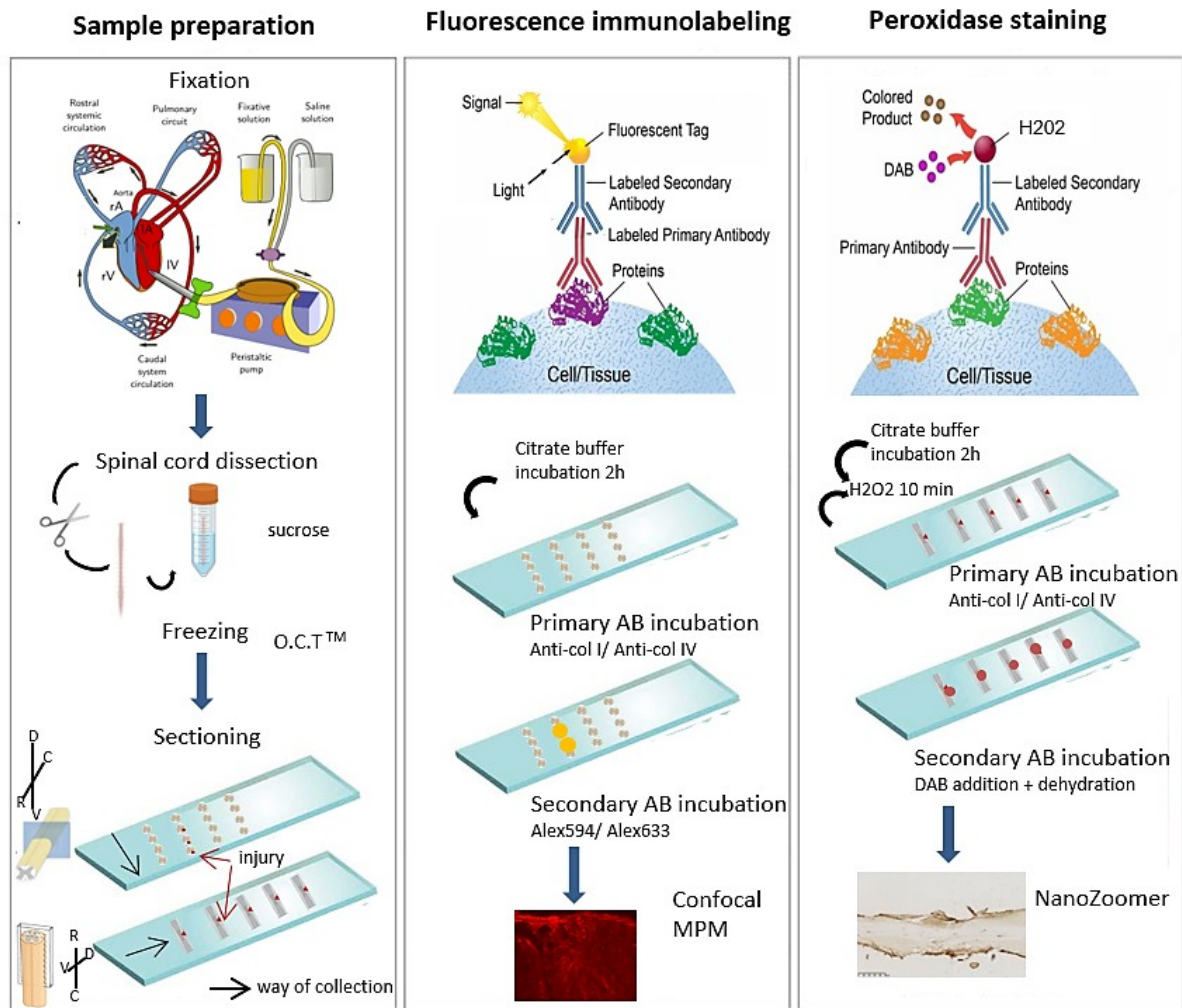 Sample preparation
Fixation
Rostral
systemic
circulation
Pulmonary
circuit
Fixative
solution
Saline
solution
Aorta
rA
lA
rV
lV
Caudal
system
circulation
Peristaltic
pump
Spinal cord dissection
sucrose
Freezing
O.C.T™
Sectioning
D
C
R
V
injury
R
D
V
C
way of collection
Fluorescence immunolabeling
Signal
Fluorescent Tag
Light
Labeled Secondary
Antibody
Labeled Primary Antibody
Proteins
Cell/Tissue
Citrate buffer
incubation 2h
Primary AB incubation
Anti-col I/ Anti-col IV
Secondary AB incubation
Alex594/ Alex633
Confocal
MPM
Peroxidase staining
Colored
Product
H202
DAB
Labeled Secondary
Antibody
Primary Antibody
Proteins
Cell/Tissue
Citrate buffer
incubation 2h
H2O2 10 min
Primary AB incubation
Anti-col I/ Anti-col IV
Secondary AB incubation
DAB addition + dehydration
NanoZoomer